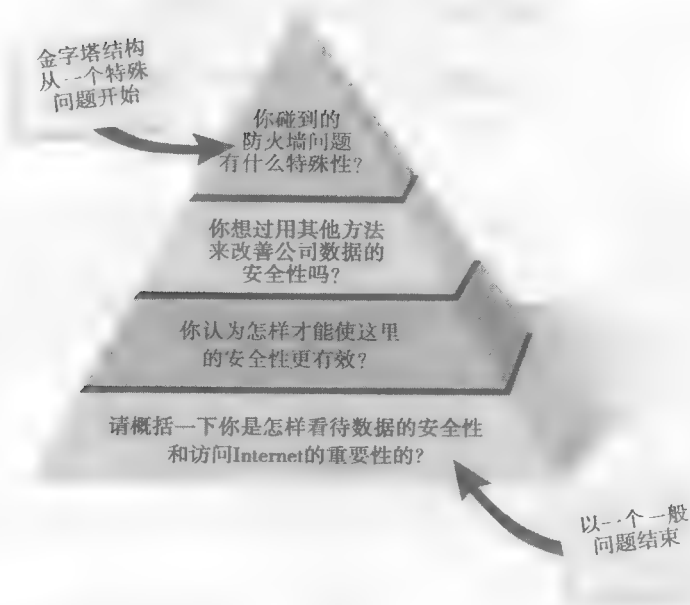 金字塔结构
从一个特殊
问题开始
你碰到的
防火墙问题
有什么特殊性?
你想过用其他方法
来改善公司数据的
安全性吗?
你认为怎样才能使这里
的安全性更有效?
请概括一下你是怎样看待数据的安全性
和访问Internet的重要性的?
以一个一般
问题结束